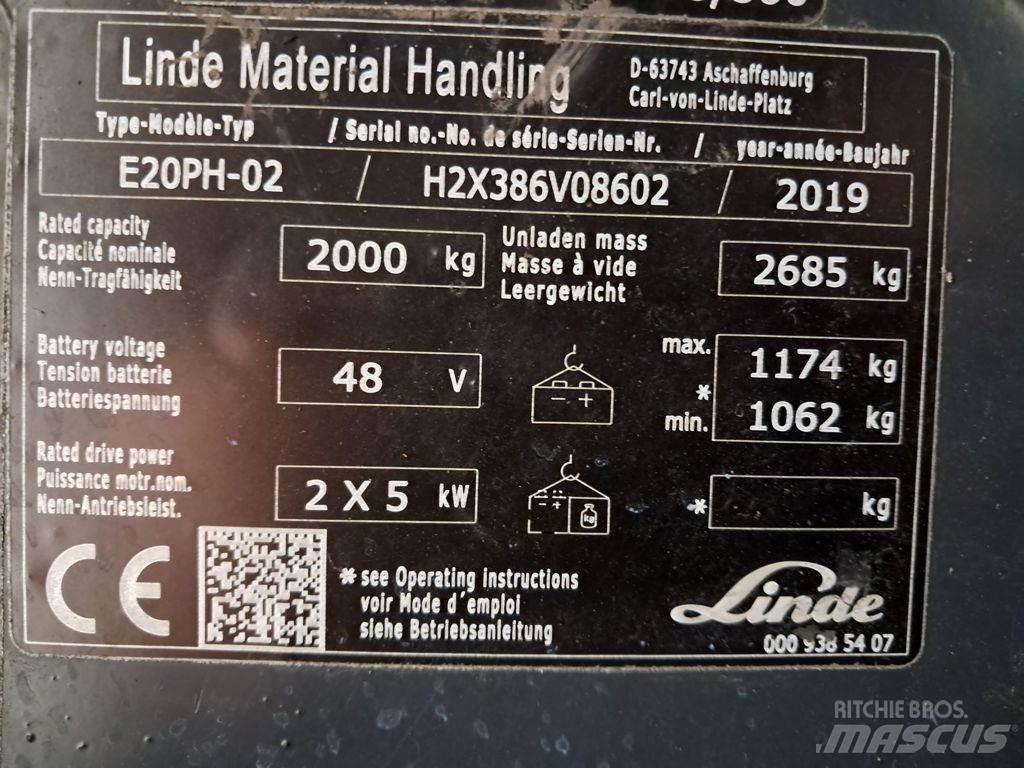 Linde Material Handling
D-63743 Aschaffenburg
Carl-von-Linde-Platz
Type-Modèle-Typ / Serial no.-No. de série-Serien-Nr. / year-année-Baujahr
E20PH-02 / H2X386V08602 / 2019
Rated capacity
Capacité nominale
Nenn-Tragfähigkeit
2000 kg
Unladen mass
Masse à vide
Leergewicht
2685 kg
Battery voltage
Tension batterie
Batteriespannung
48 V
- +
max. 1174 kg
*
min. 1062 kg
Rated drive power
Puissance motr.nom.
Nenn-Antriebsleist.
2 X 5 kW
- + kg
* kg
CE
* see Operating instructions
voir Mode d'emploi
siehe Betriebsanleitung
Linde
000 938 54 07
RITCHIE BROS.
MASCUS